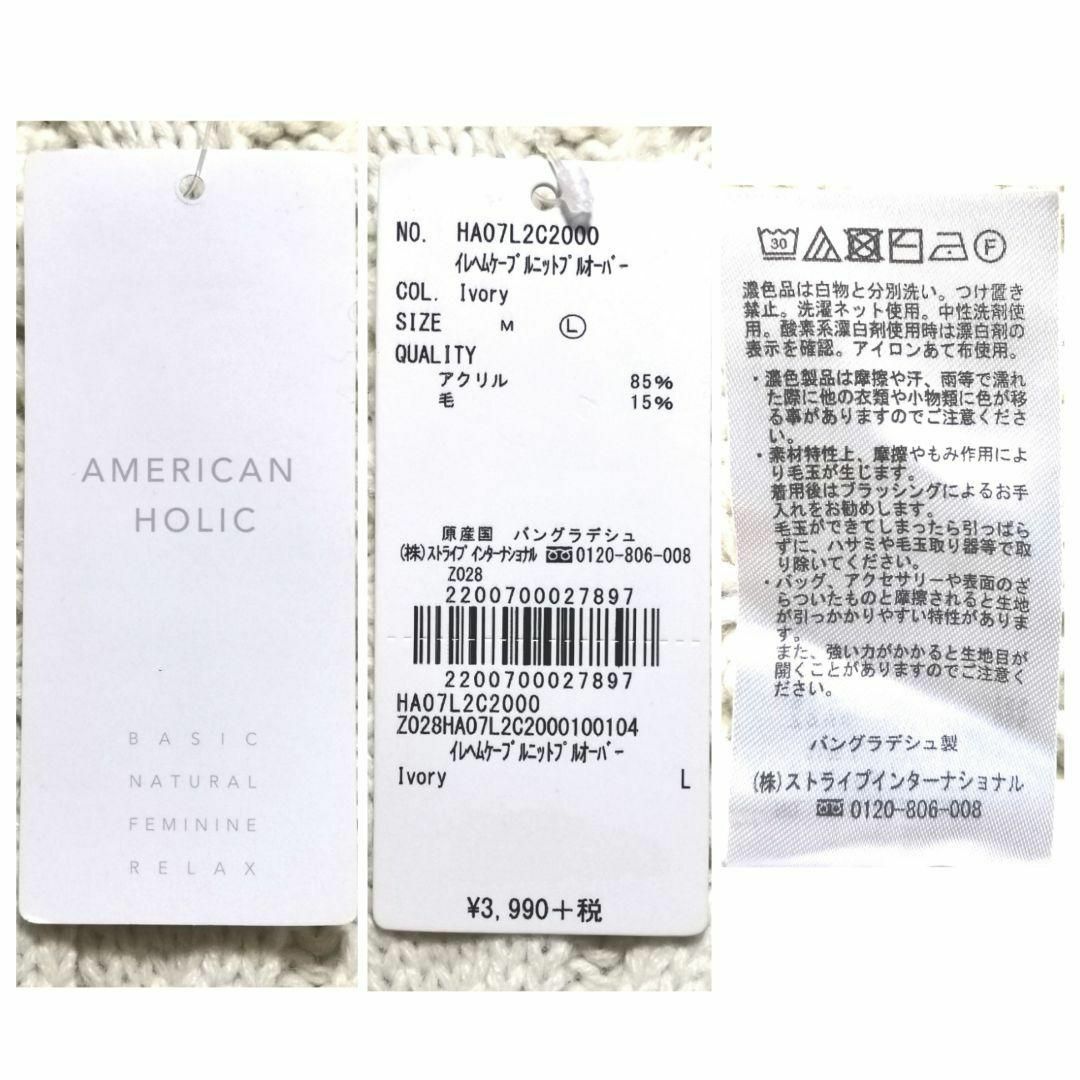 AMERICAN
HOLIC
BASIC
NATURAL
FEMININE
RELAX
NO. HA07L2C2000
ｲﾚﾍﾑｹｰﾌﾞﾙﾆｯﾄﾌﾟﾙｵｰﾊﾞｰ
COL. Ivory
SIZE M Ⓛ
QUALITY
アクリル 85%
毛 15%
原産国 バングラデシュ
(株)ｽﾄﾗｲﾌﾟｲﾝﾀｰﾅｼｮﾅﾙ 0120-806-008
Z028
2200700027897
2200700027897
HA07L2C2000
Z028HA07L2C2000100104
ｲﾚﾍﾑｹｰﾌﾞﾙﾆｯﾄﾌﾟﾙｵｰﾊﾞｰ
Ivory L
¥3,990+税
30 F
濃色品は白物と分別洗い。つけ置き
禁止。洗濯ネット使用。中性洗剤使
用。酸素系漂白剤使用時は漂白剤の
表示を確認。アイロンあて布使用。
・濃色製品は摩擦や汗、雨等で濡れ
た際に他の衣類や小物類に色が移
る事がありますのでご注意くださ
い。
・素材特性上、摩擦やもみ作用によ
り毛玉が生じます。
着用後はブラッシングによるお手
入れをお勧めします。
毛玉ができてしまったら引っぱら
ずに、ハサミや毛玉取り器等で取
り除いてください。
・バッグ、アクセサリーや表面のざ
らついたものと摩擦されると生地
が引っかかりやすい特性がありま
す。
また、強い力がかかると生地目が
開くことがありますのでご注意く
ださい。
バングラデシュ製
(株)ストライプインターナショナル
0120-806-008